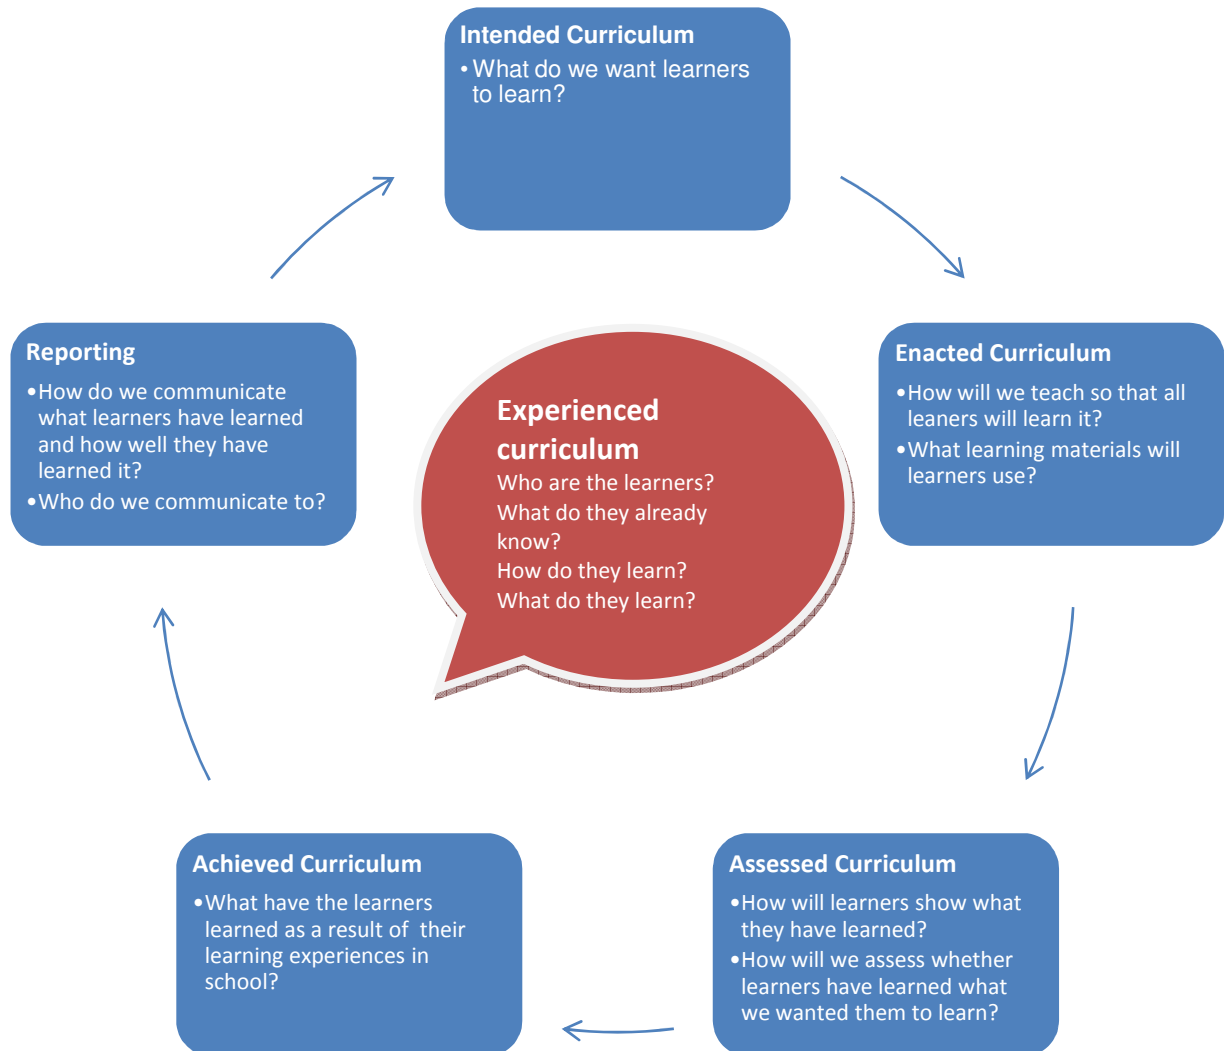 Intended Curriculum
• What do we want learners
to learn?
Enacted Curriculum
•How will we teach so that all
leaners will learn it?
•What learning materials will
learners use?
Assessed Curriculum
•How will learners show what
they have learned?
•How will we assess whether
learners have learned what
we wanted them to learn?
Achieved Curriculum
•What have the learners
learned as a result of their
learning experiences in
school?
Reporting
•How do we communicate
what learners have learned
and how well they have
learned it?
•Who do we communicate to?
Experienced
curriculum
Who are the learners?
What do they already
know?
How do they learn?
What do they learn?